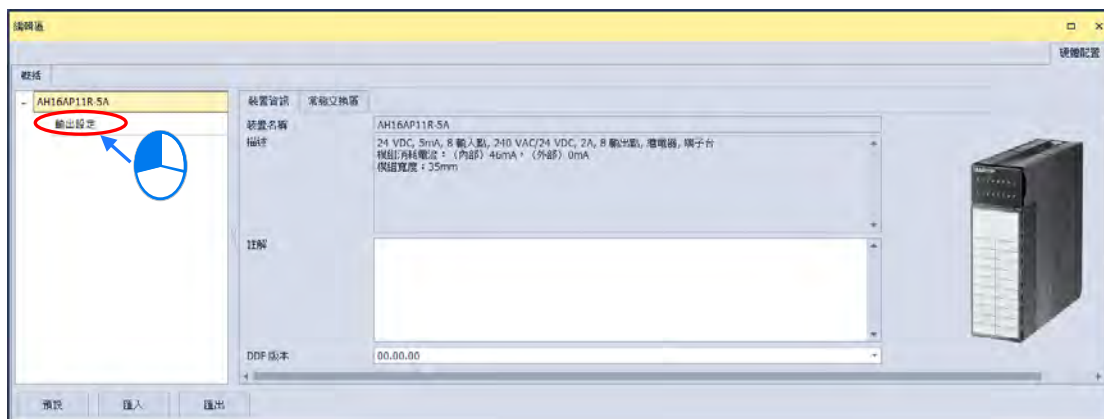 編輯區
硬體配置
概括
- AH16AP11R-5A
輸出設定
裝置資訊 常態交換區
裝置名稱 AH16AP11R-5A
描述 24 VDC, 5mA, 8 輸入點, 240 VAC/24 VDC, 2A, 8 輸出點, 繼電器, 端子台
模組消耗電流:(內部) 46mA,(外部) 0mA
模組寬度:35mm
註解
DDF 版本 00.00.00
預設 匯入 匯出